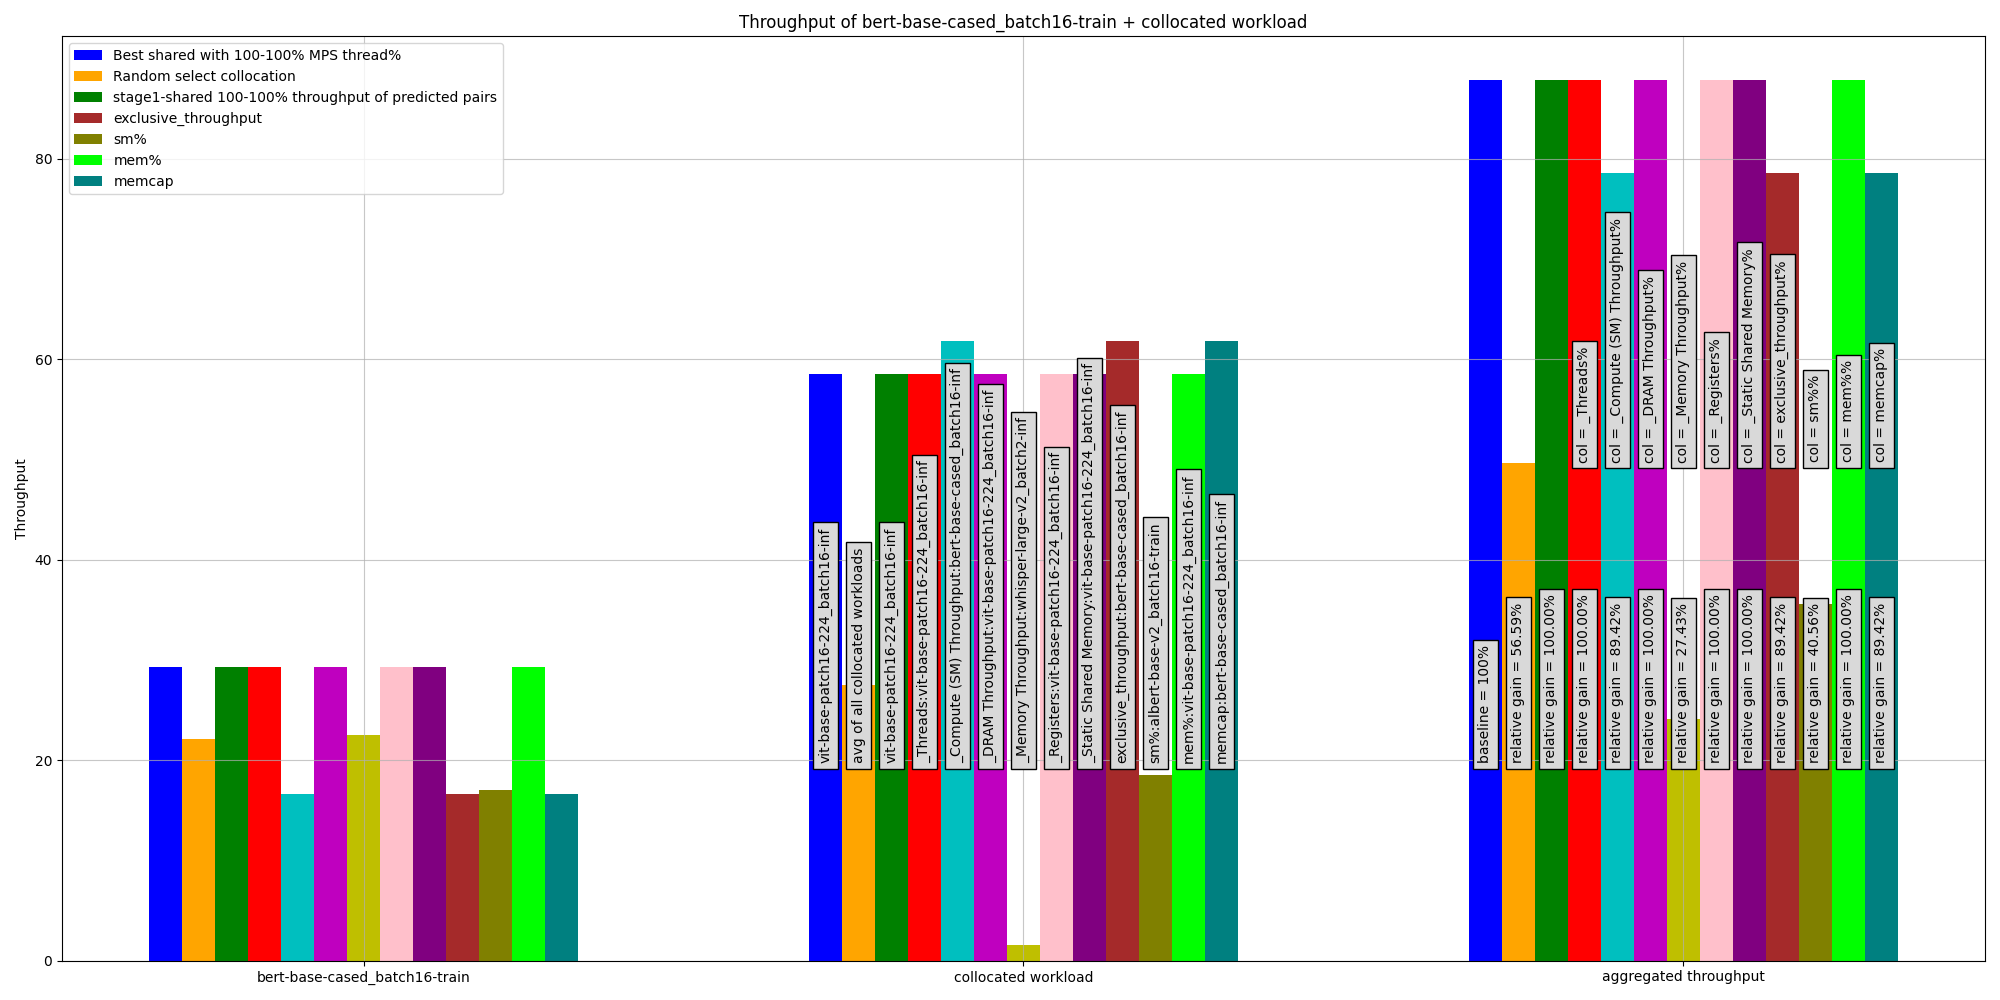 Throughput of bert-base-cased_batch16-train + collocated workload
Best shared with 100-100% MPS thread%
Random select collocation
stage1-shared 100-100% throughput of predicted pairs
exclusive_throughput
sm%
mem%
memcap
Throughput
80
60
40
20
0
vit-base-patch16-224_batch16-inf
avg of all collocated workloads
vit-base-patch16-224_batch16-inf
_Threads:vit-base-patch16-224_batch16-inf
_Compute (SM) Throughput:bert-base-cased_batch16-inf
_DRAM Throughput:vit-base-patch16-224_batch16-inf
_Memory Throughput:whisper-large-v2_batch2-inf
_Registers:vit-base-patch16-224_batch16-inf
_Static Shared Memory:vit-base-patch16-224_batch16-inf
exclusive_throughput:bert-base-cased_batch16-inf
sm%:albert-base-v2_batch16-train
mem%:vit-base-patch16-224_batch16-inf
memcap:bert-base-cased_batch16-inf
col = _Threads%
col = _Compute (SM) Throughput%
col = _DRAM Throughput%
col = _Memory Throughput%
col = _Registers%
col = _Static Shared Memory%
col = exclusive_throughput%
col = sm%%
col = mem%%
col = memcap%
baseline = 100%
relative gain = 56.59%
relative gain = 100.00%
relative gain = 100.00%
relative gain = 89.42%
relative gain = 100.00%
relative gain = 27.43%
relative gain = 100.00%
relative gain = 100.00%
relative gain = 89.42%
relative gain = 40.56%
relative gain = 100.00%
relative gain = 89.42%
bert-base-cased_batch16-train
collocated workload
aggregated throughput